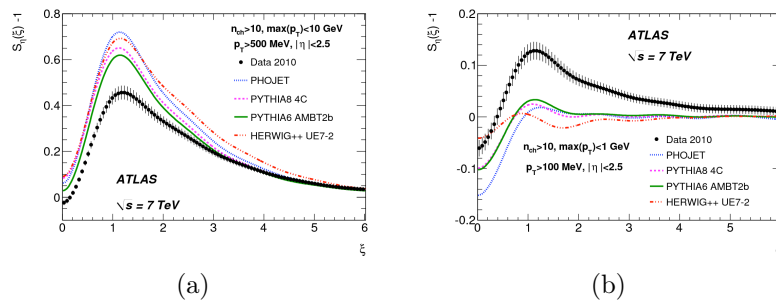 S_η(ξ) -1
0.8
0.6
0.4
0.2
0
0
1
2
3
4
5
6
ξ
n_ch>10, max(p_T)<10 GeV
p_T>500 MeV, |η|<2.5
Data 2010
PHOJET
PYTHIA8 4C
PYTHIA6 AMBT2b
HERWIG++ UE7-2
ATLAS
√s = 7 TeV
(a)
S_η(ξ) -1
0.2
0.1
0
-0.1
-0.2
0
1
2
3
4
5
ATLAS
√s = 7 TeV
n_ch>10, max(p_T)<1 GeV
p_T>100 MeV, |η|<2.5
Data 2010
PHOJET
PYTHIA8 4C
PYTHIA6 AMBT2b
HERWIG++ UE7-2
(b)